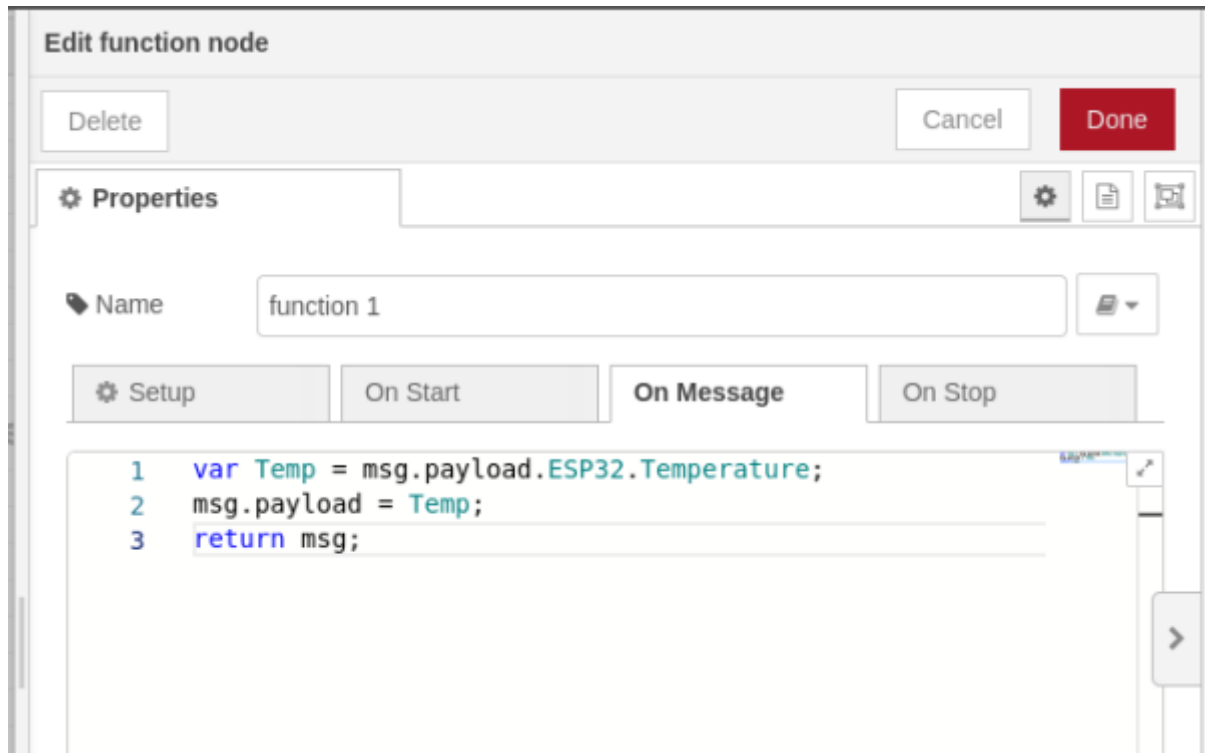 Edit function node
Delete Cancel Done
Properties
Name function 1
Setup On Start On Message On Stop
1 var Temp = msg.payload.ESP32.Temperature;
2 msg.payload = Temp;
3 return msg;